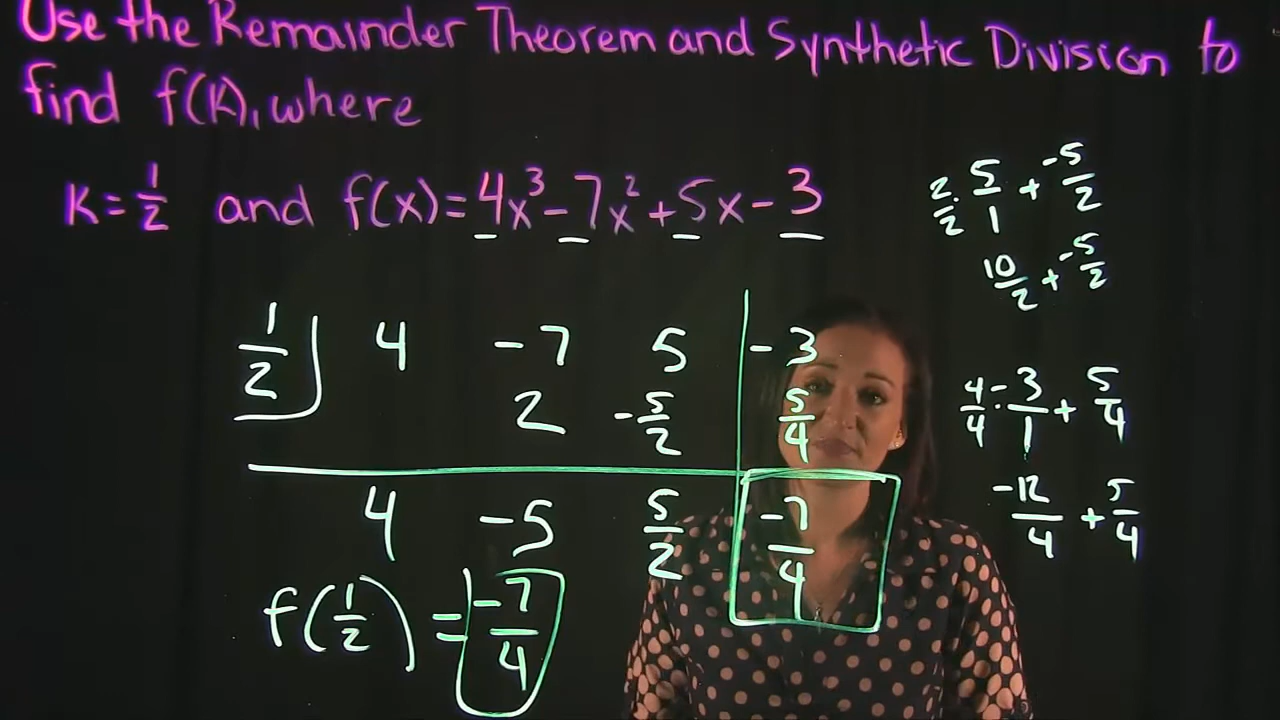 Use the Remainder Theorem and Synthetic Division to
find f(K), where
K = 1/2 and f(x) = 4x³ - 7x² + 5x - 3
2/2 · 5/1 + -5/2
10/2 + -5/2
1/2 4 -7 5 -3
2 -5/2 5/4
4 -5 5/2 -7/4
f(1/2) = -7/4
4/4 · -3/1 + 5/4
-12/4 + 5/4